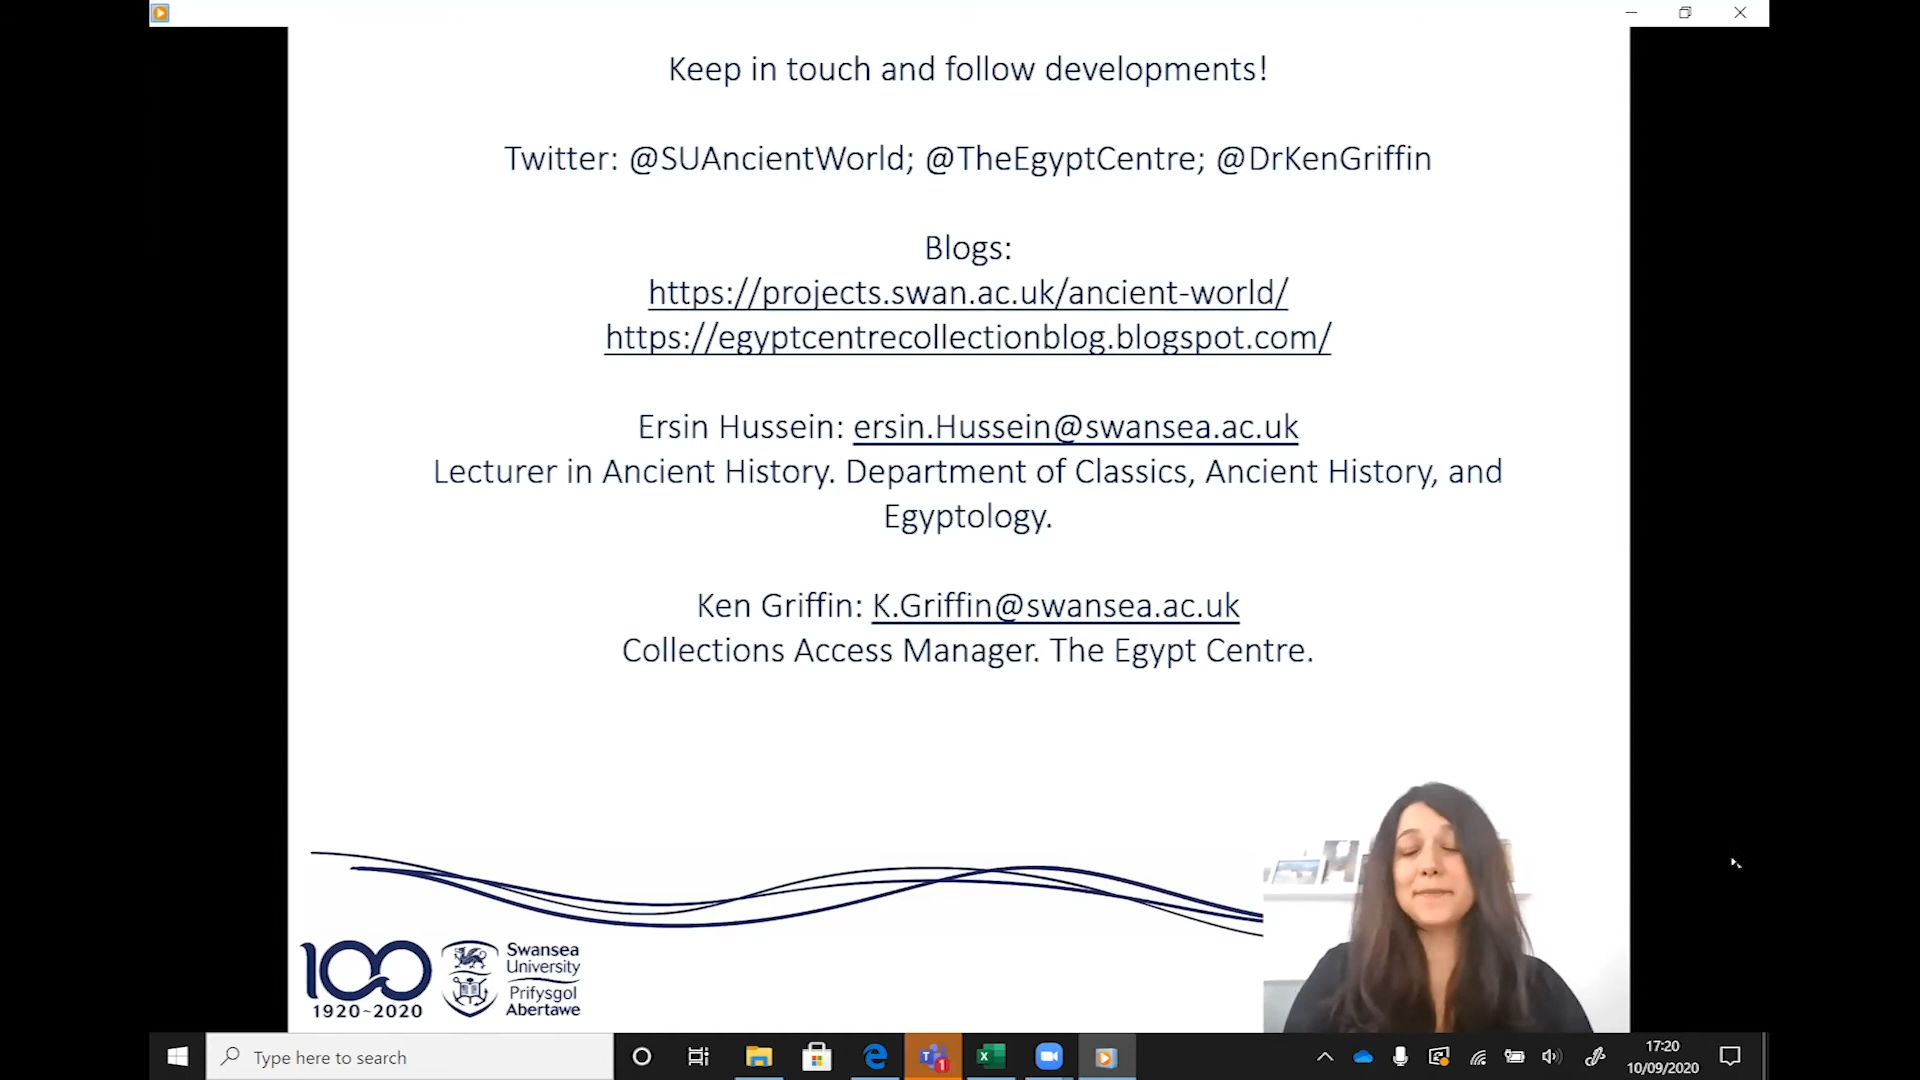 Keep in touch and follow developments!
Twitter: @SUAncientWorld; @TheEgyptCentre; @DrKenGriffin
Blogs:
https://projects.swan.ac.uk/ancient-world/
https://egyptcentrecollectionblog.blogspot.com/
Ersin Hussein: ersin.Hussein@swansea.ac.uk
Lecturer in Ancient History. Department of Classics, Ancient History, and
Egyptology.
Ken Griffin: K.Griffin@swansea.ac.uk
Collections Access Manager. The Egypt Centre.
100
1920~2020
Swansea
University
Prifysgol
Abertawe
Type here to search
1
17:20
10/09/2020